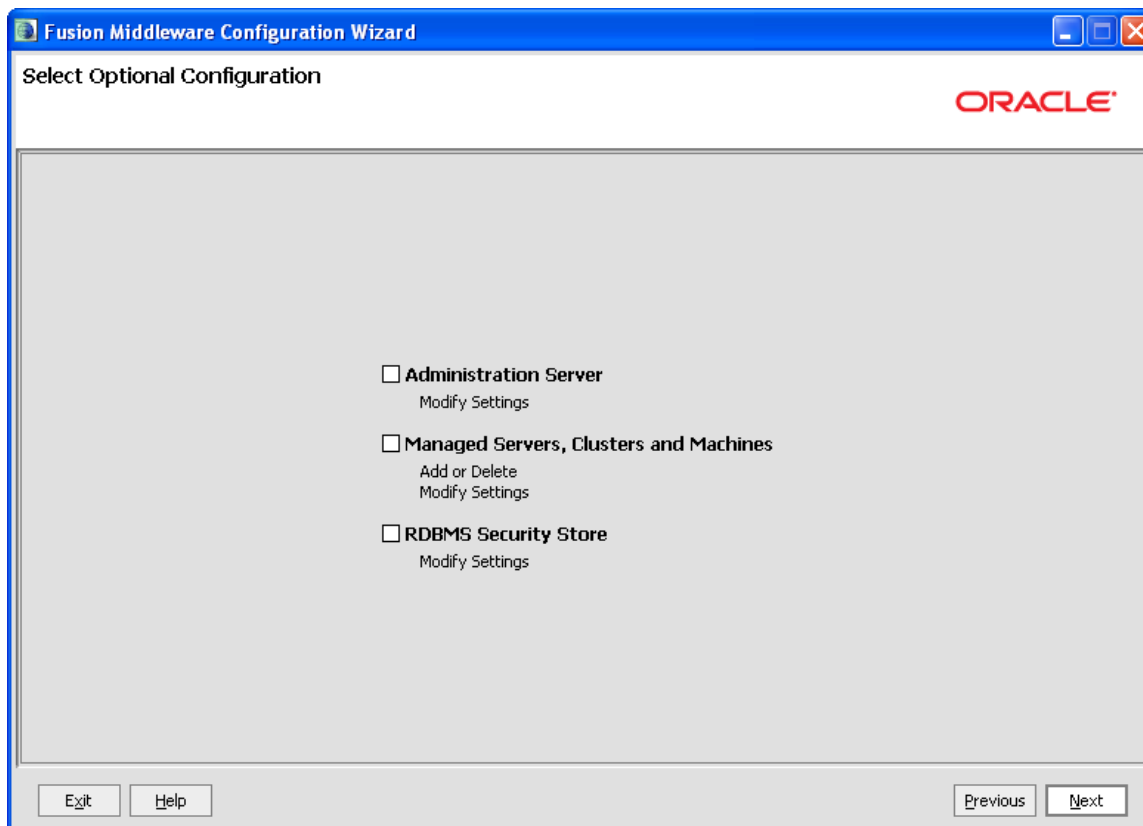 Fusion Middleware Configuration Wizard
Select Optional Configuration
ORACLE
Administration Server
Modify Settings
Managed Servers, Clusters and Machines
Add or Delete
Modify Settings
RDBMS Security Store
Modify Settings
Exit Help Previous Next